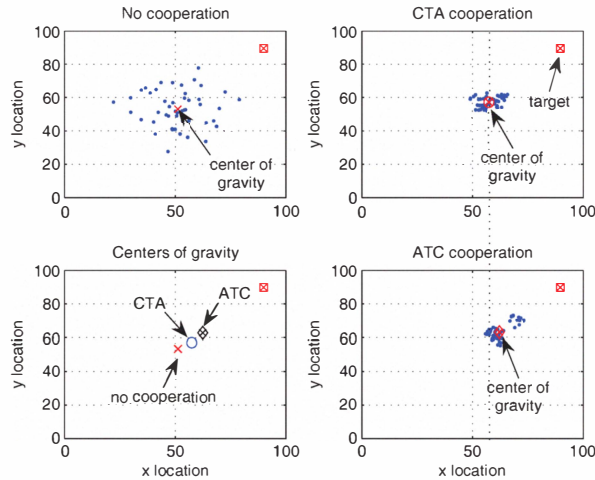 No cooperation
100
80
60
40
20
0
0
50
100
y location
center of
gravity
CTA cooperation
100
80
60
40
20
0
0
50
100
y location
target
center of
gravity
Centers of gravity
100
80
60
40
20
0
0
50
100
y location
x location
CTA
ATC
no cooperation
ATC cooperation
100
80
60
40
20
0
0
50
100
y location
x location
center of
gravity